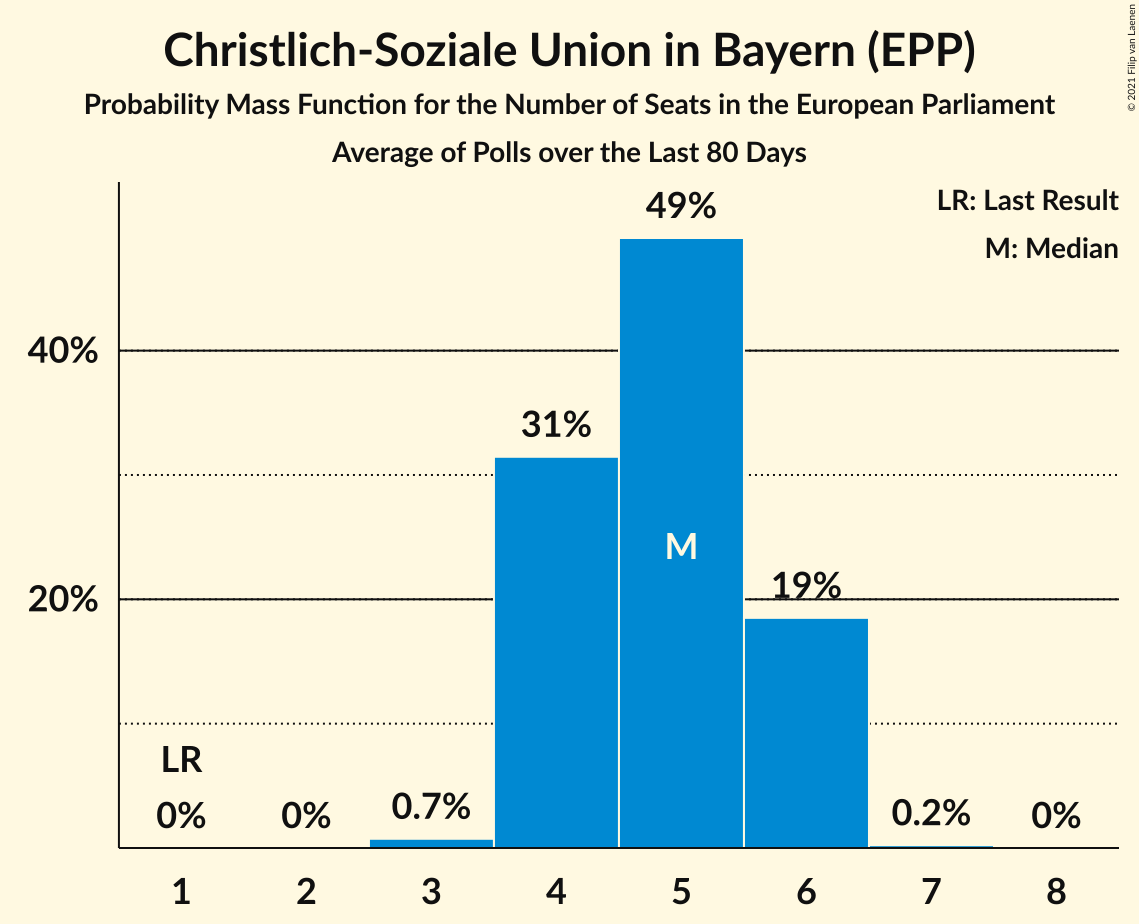 Christlich-Soziale Union in Bayern (EPP)
Probability Mass Function for the Number of Seats in the European Parliament
Average of Polls over the Last 80 Days
© 2021 Filip van Laenen
LR: Last Result
M: Median
49%
40%
31%
M
19%
20%
LR
0%
0%
0.7%
0.2%
0%
1
2
3
4
5
6
7
8